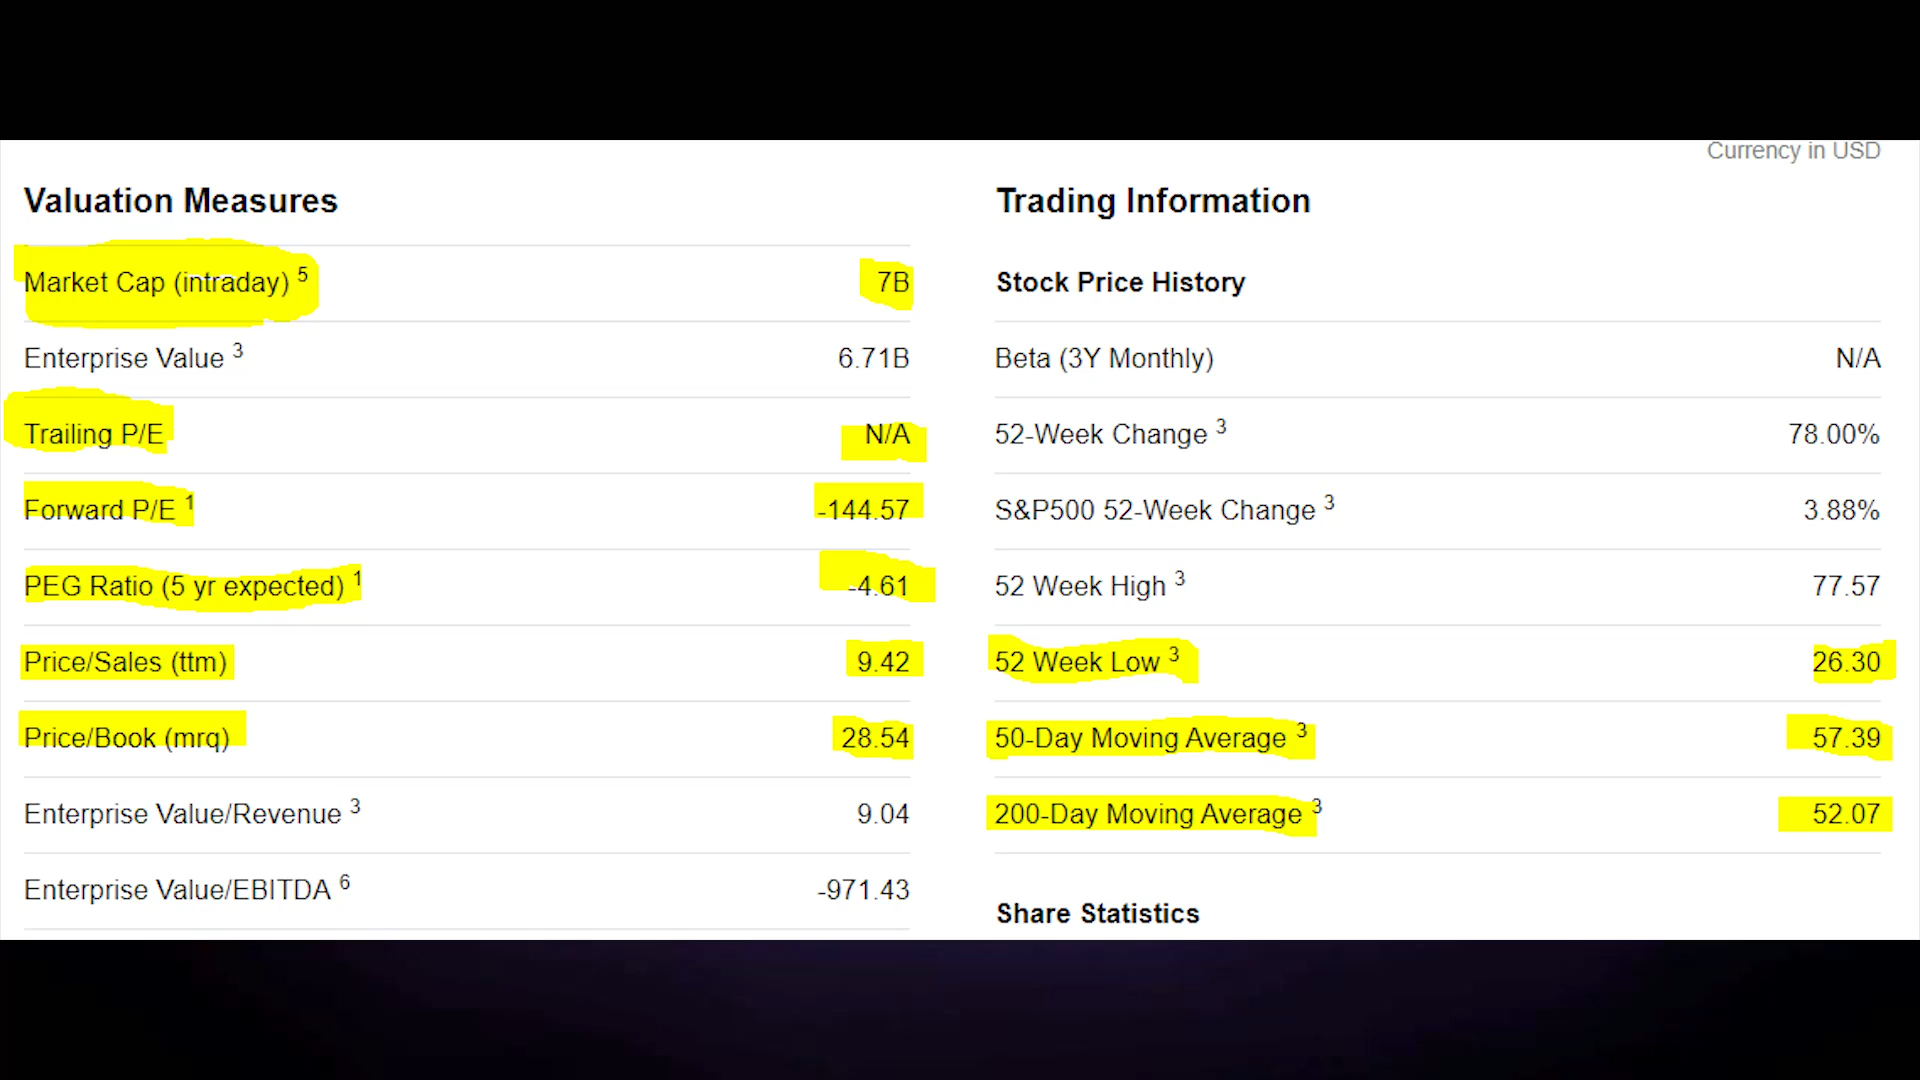 Currency in USD
Valuation Measures
Market Cap (intraday) 5 7B
Enterprise Value 3 6.71B
Trailing P/E N/A
Forward P/E 1 -144.57
PEG Ratio (5 yr expected) 1 -4.61
Price/Sales (ttm) 9.42
Price/Book (mrq) 28.54
Enterprise Value/Revenue 3 9.04
Enterprise Value/EBITDA 6 -971.43
Trading Information
Stock Price History
Beta (3Y Monthly) N/A
52-Week Change 3 78.00%
S&P500 52-Week Change 3 3.88%
52 Week High 3 77.57
52 Week Low 3 26.30
50-Day Moving Average 3 57.39
200-Day Moving Average 3 52.07
Share Statistics